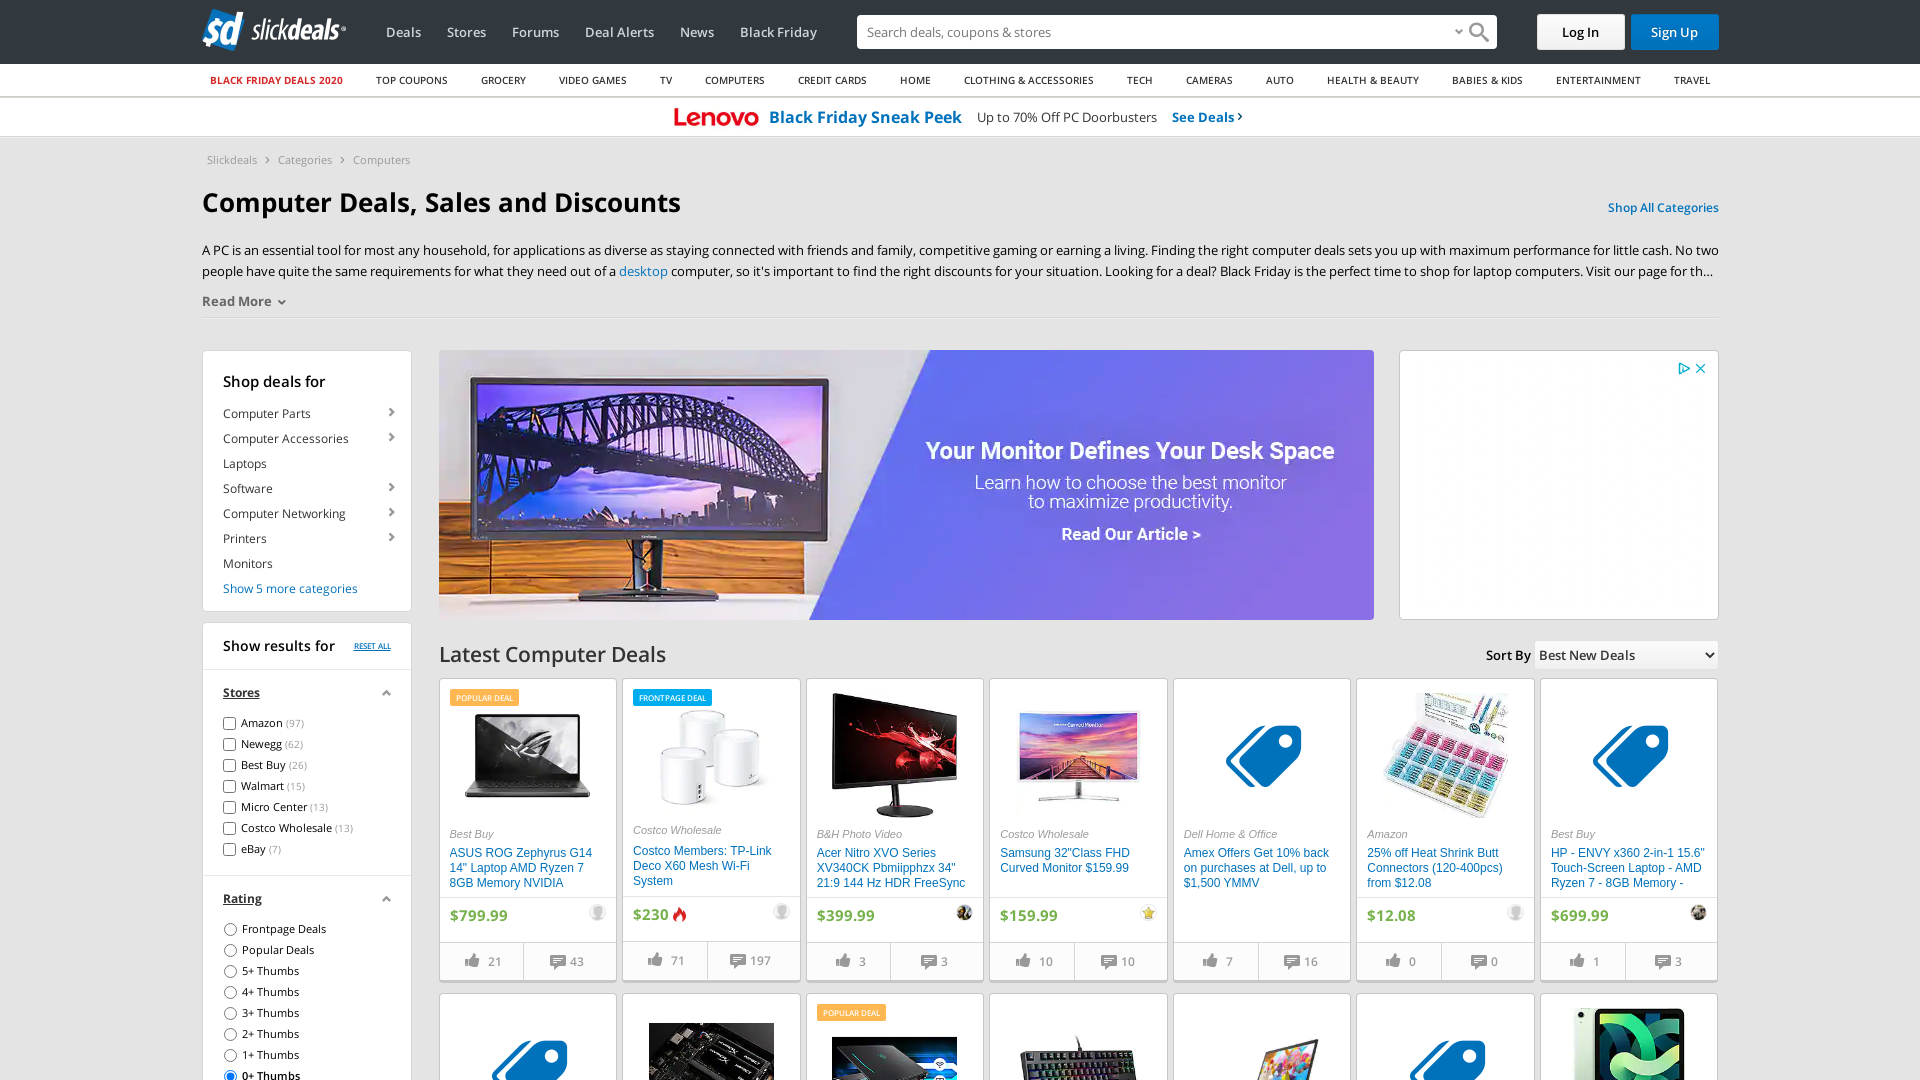 slickdeals
Deals
Stores
Forums
Deal Alerts
News
Black Friday
Search deals, coupons & stores
Log In
Sign Up
BLACK FRIDAY DEALS 2020
TOP COUPONS
GROCERY
VIDEO GAMES
TV
COMPUTERS
CREDIT CARDS
HOME
CLOTHING & ACCESSORIES
TECH
CAMERAS
AUTO
HEALTH & BEAUTY
BABIES & KIDS
ENTERTAINMENT
TRAVEL
Lenovo Black Friday Sneak Peek Up to 70% Off PC Doorbusters See Deals
Slickdeals > Categories > Computers
Computer Deals, Sales and Discounts
Shop All Categories
A PC is an essential tool for most any household, for applications as diverse as staying connected with friends and family, competitive gaming or earning a living. Finding the right computer deals sets you up with maximum performance for little cash. No two
people have quite the same requirements for what they need out of a desktop computer, so it's important to find the right discounts for your situation. Looking for a deal? Black Friday is the perfect time to shop for laptop computers. Visit our page for th...
Read More
Shop deals for
Computer Parts
Computer Accessories
Laptops
Software
Computer Networking
Printers
Monitors
Show 5 more categories
Your Monitor Defines Your Desk Space
Learn how to choose the best monitor
to maximize productivity.
Read Our Article >
Show results for
RESET ALL
Stores
Amazon (97)
Newegg (62)
Best Buy (26)
Walmart (15)
Micro Center (13)
Costco Wholesale (13)
eBay (7)
Rating
Frontpage Deals
Popular Deals
5+ Thumbs
4+ Thumbs
3+ Thumbs
2+ Thumbs
1+ Thumbs
0+ Thumbs
Latest Computer Deals
Sort By Best New Deals
POPULAR DEAL
Best Buy
ASUS ROG Zephyrus G14
14" Laptop AMD Ryzen 7
8GB Memory NVIDIA
$799.99
21
43
FRONTPAGE DEAL
Costco Wholesale
Costco Members: TP-Link
Deco X60 Mesh Wi-Fi
System
$230
71
197
B&H Photo Video
Acer Nitro XVO Series
XV340CK Pbmiipphzx 34"
21:9 144 Hz HDR FreeSync
$399.99
3
3
Curved Monitor
Costco Wholesale
Samsung 32"Class FHD
Curved Monitor $159.99
$159.99
10
10
Dell Home & Office
Amex Offers Get 10% back
on purchases at Dell, up to
$1,500 YMMV
7
16
Amazon
25% off Heat Shrink Butt
Connectors (120-400pcs)
from $12.08
$12.08
0
0
Best Buy
HP - ENVY x360 2-in-1 15.6"
Touch-Screen Laptop - AMD
Ryzen 7 - 8GB Memory -
$699.99
1
3
POPULAR DEAL